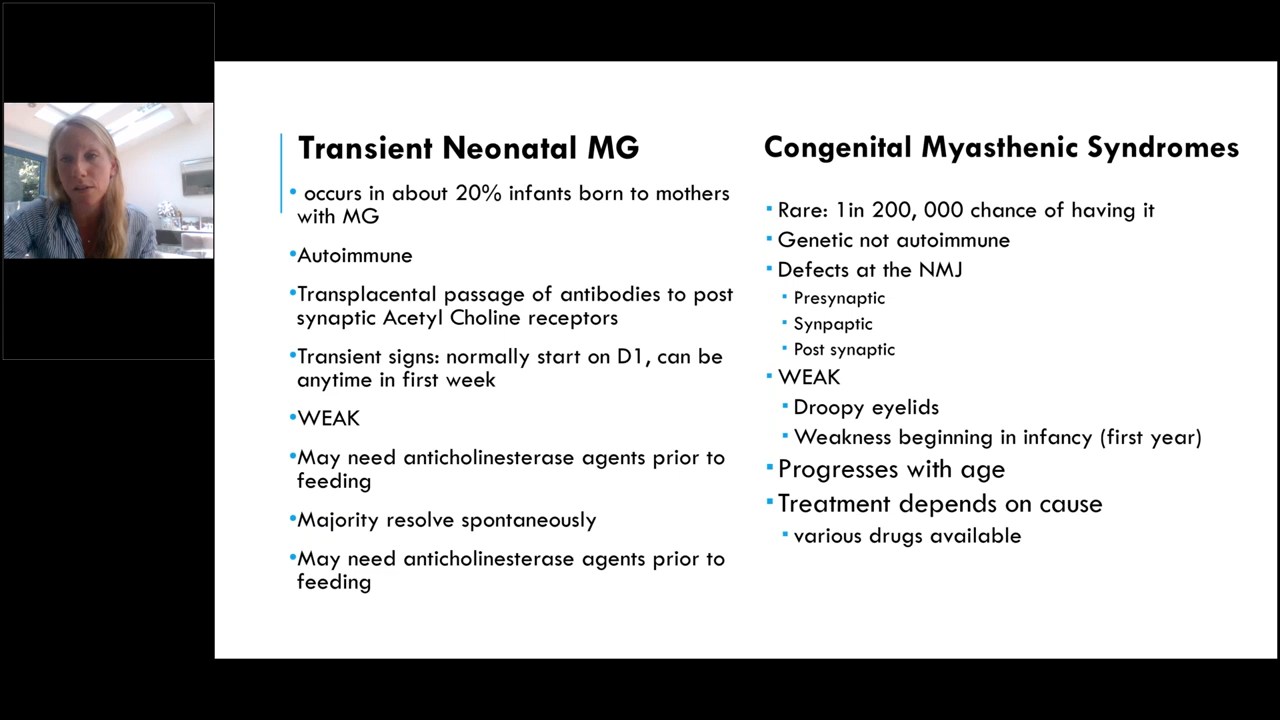 Transient Neonatal MG
• occurs in about 20% infants born to mothers
with MG
•Autoimmune
•Transplacental passage of antibodies to post
synaptic Acetyl Choline receptors
•Transient signs: normally start on D1, can be
anytime in first week
•WEAK
•May need anticholinesterase agents prior to
feeding
•Majority resolve spontaneously
•May need anticholinesterase agents prior to
feeding
Congenital Myasthenic Syndromes
▪ Rare: 1in 200, 000 chance of having it
▪ Genetic not autoimmune
▪ Defects at the NMJ
▪ Presynaptic
▪ Synpaptic
▪ Post synaptic
▪ WEAK
▪ Droopy eyelids
▪ Weakness beginning in infancy (first year)
▪ Progresses with age
▪ Treatment depends on cause
▪ various drugs available